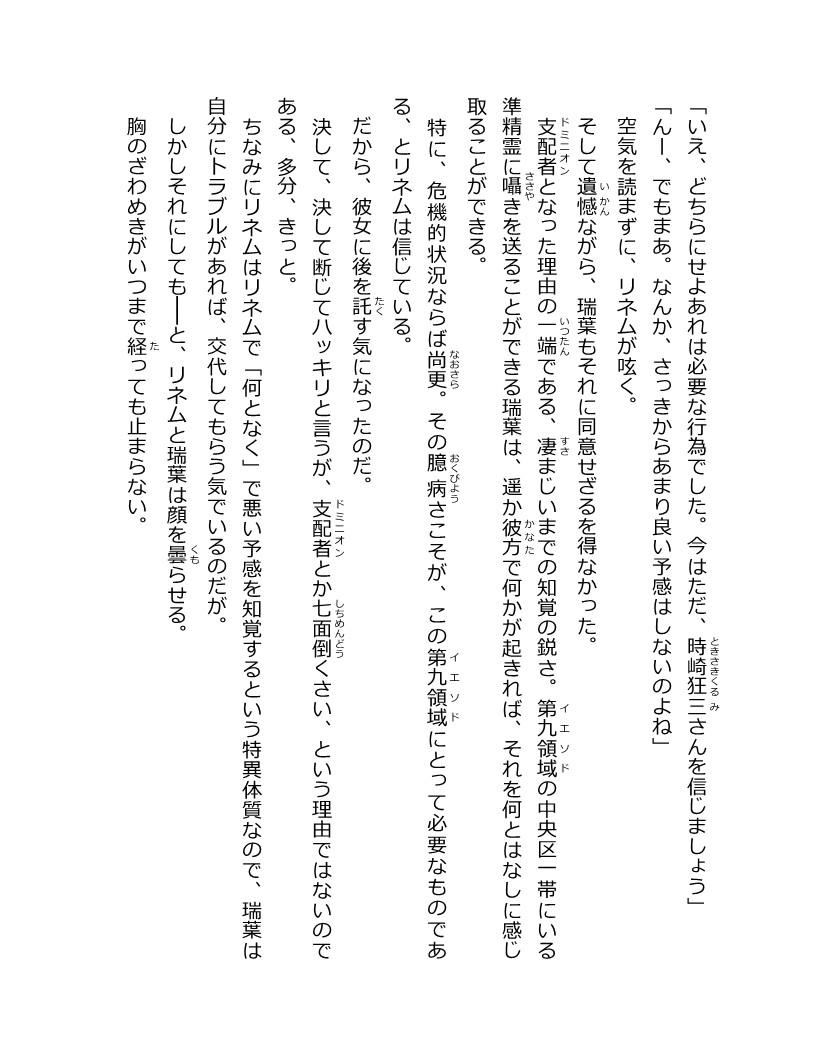 「いえ、どちらにせよあれは必要な行為でした。今はただ、時崎狂三さんを信じましょう」
「んー、でもまあ。なんか、さっきからあまり良い予感はしないのよね」
空気を読まずに、リネムが呟く。
そして遺憾ながら、瑞葉もそれに同意せざるを得なかった。
支配者となった理由の一端である、凄まじいまでの知覚の鋭さ。第九領域の中央区一帯にいる
準精霊に囁きを送ることができる瑞葉は、遥か彼方で何かが起きれば、それを何とはなしに感じ
取ることができる。
特に、危機的状況ならば尚更。その臆病さこそが、この第九領域にとって必要なものであ
る、とリネムは信じている。
だから、彼女に後を託す気になったのだ。
決して、決して断じてハッキリと言うが、支配者とか七面倒くさい、という理由ではないので
ある、多分、きっと。
ちなみにリネムはリネムで「何となく」で悪い予感を知覚するという特異体質なので、瑞葉は
自分にトラブルがあれば、交代してもらう気でいるのだが。
しかしそれにしても──と、リネムと瑞葉は顔を曇らせる。
胸のざわめきがいつまで経っても止まらない。